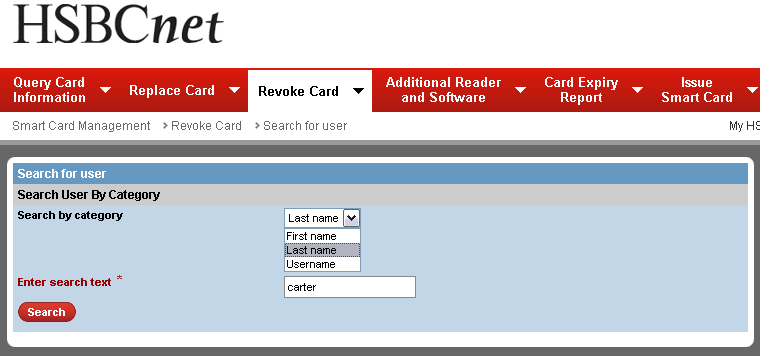 HSBCnet
Query Card Information
Replace Card
Revoke Card
Additional Reader and Software
Card Expiry Report
Issue Smart Card
Smart Card Management > Revoke Card > Search for user
My HS
Search for user
Search User By Category
Search by category Last name
First name
Last name
Username
Enter search text * carter
Search